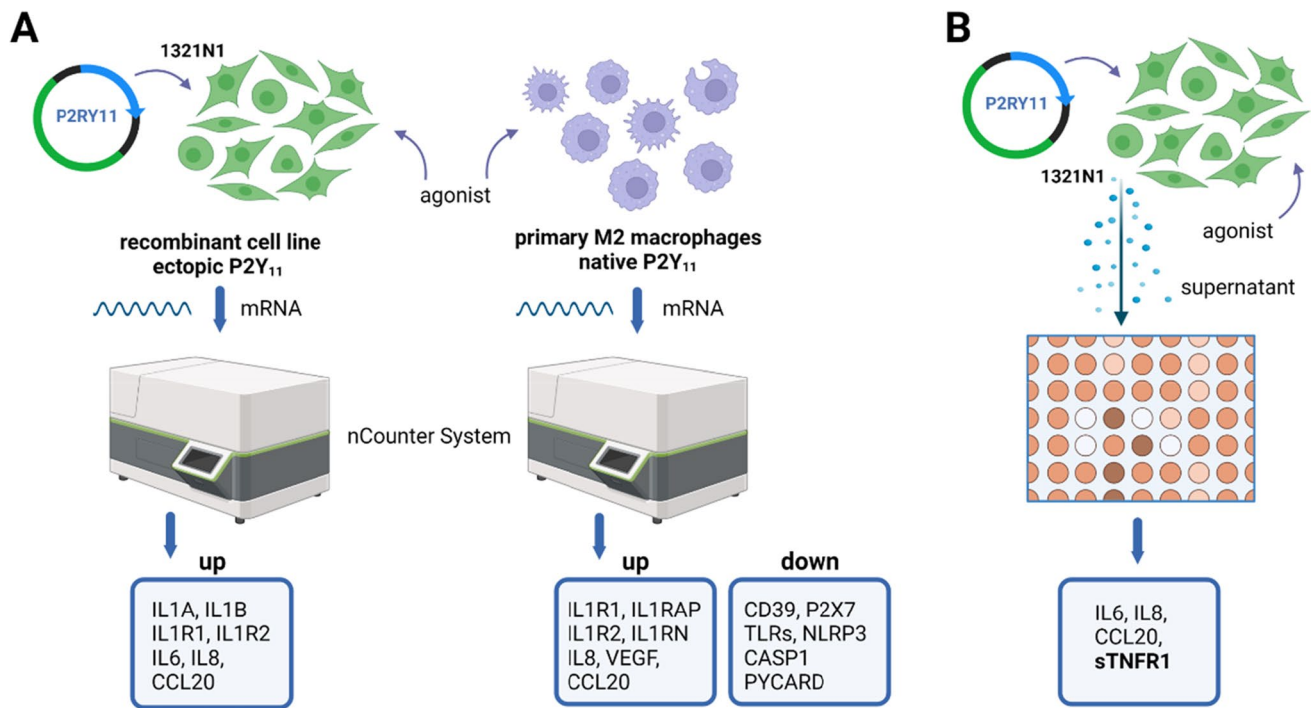 A
1321N1
P2RY11
agonist
recombinant cell line
ectopic P2Y₁₁
primary M2 macrophages
native P2Y₁₁
mRNA
mRNA
nCounter System
up
IL1A, IL1B
IL1R1, IL1R2
IL6, IL8,
CCL20
up
IL1R1, IL1RAP
IL1R2, IL1RN
IL8, VEGF,
CCL20
down
CD39, P2X7
TLRs, NLRP3
CASP1
PYCARD
B
P2RY11
1321N1
agonist
supernatant
IL6, IL8,
CCL20,
sTNFR1